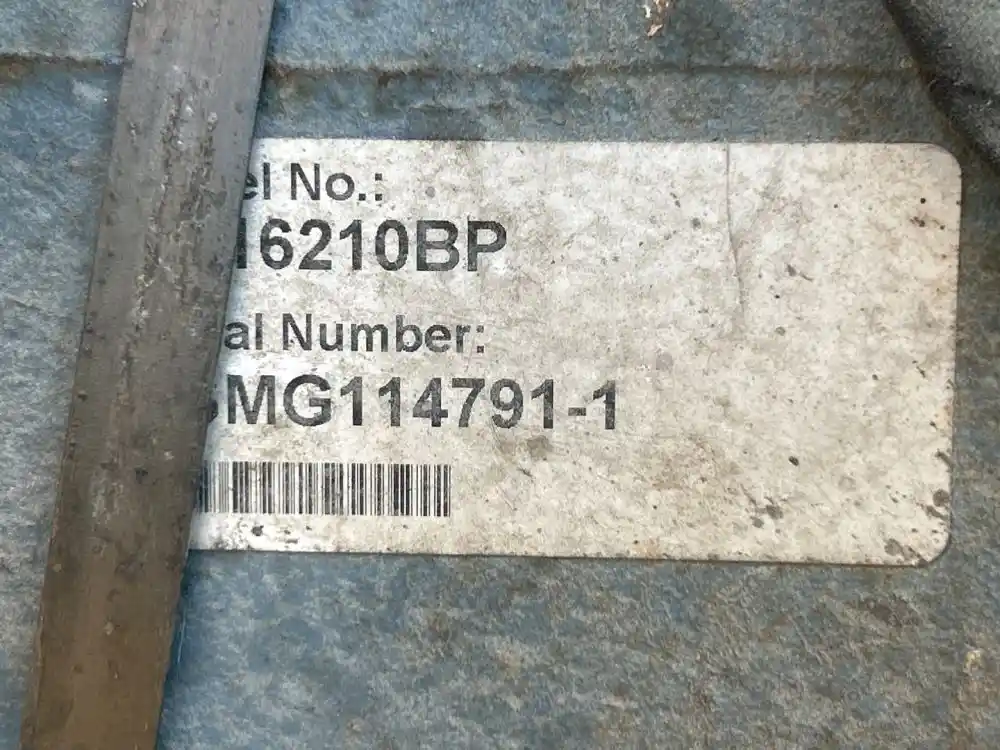 el No.:
16210BP
al Number:
MG114791-1